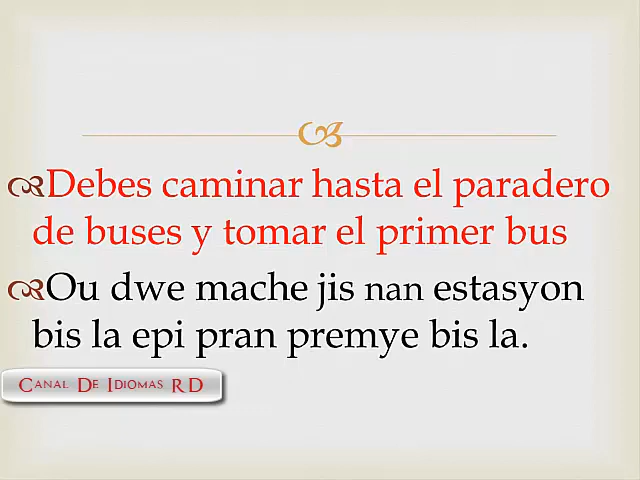 Debes caminar hasta el paradero
de buses y tomar el primer bus
Ou dwe mache jis nan estasyon
bis la epi pran premye bis la.
Canal De Idiomas RD